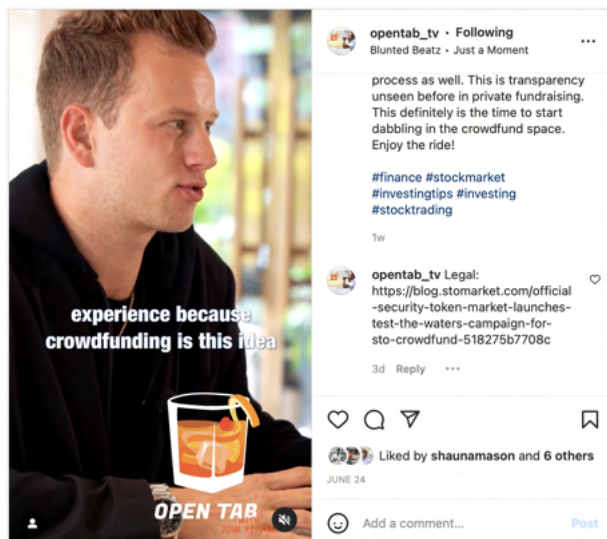 opentab_tv • Following
Blunted Beatz • Just a Moment
process as well. This is transparency
unseen before in private fundraising.
This definitely is the time to start
dabbling in the crowdfund space.
Enjoy the ride!
#finance #stockmarket
#investingtips #investing
#stocktrading
1w
opentab_tv Legal:
https://blog.stomarket.com/official
-security-token-market-launches-
test-the-waters-campaign-for-
sto-crowdfund-518275b7708c
3d Reply
experience because
crowdfunding is this idea
OPEN TAB
WITH
Liked by shaunamason and 6 others
JUNE 24
Add a comment...
Post